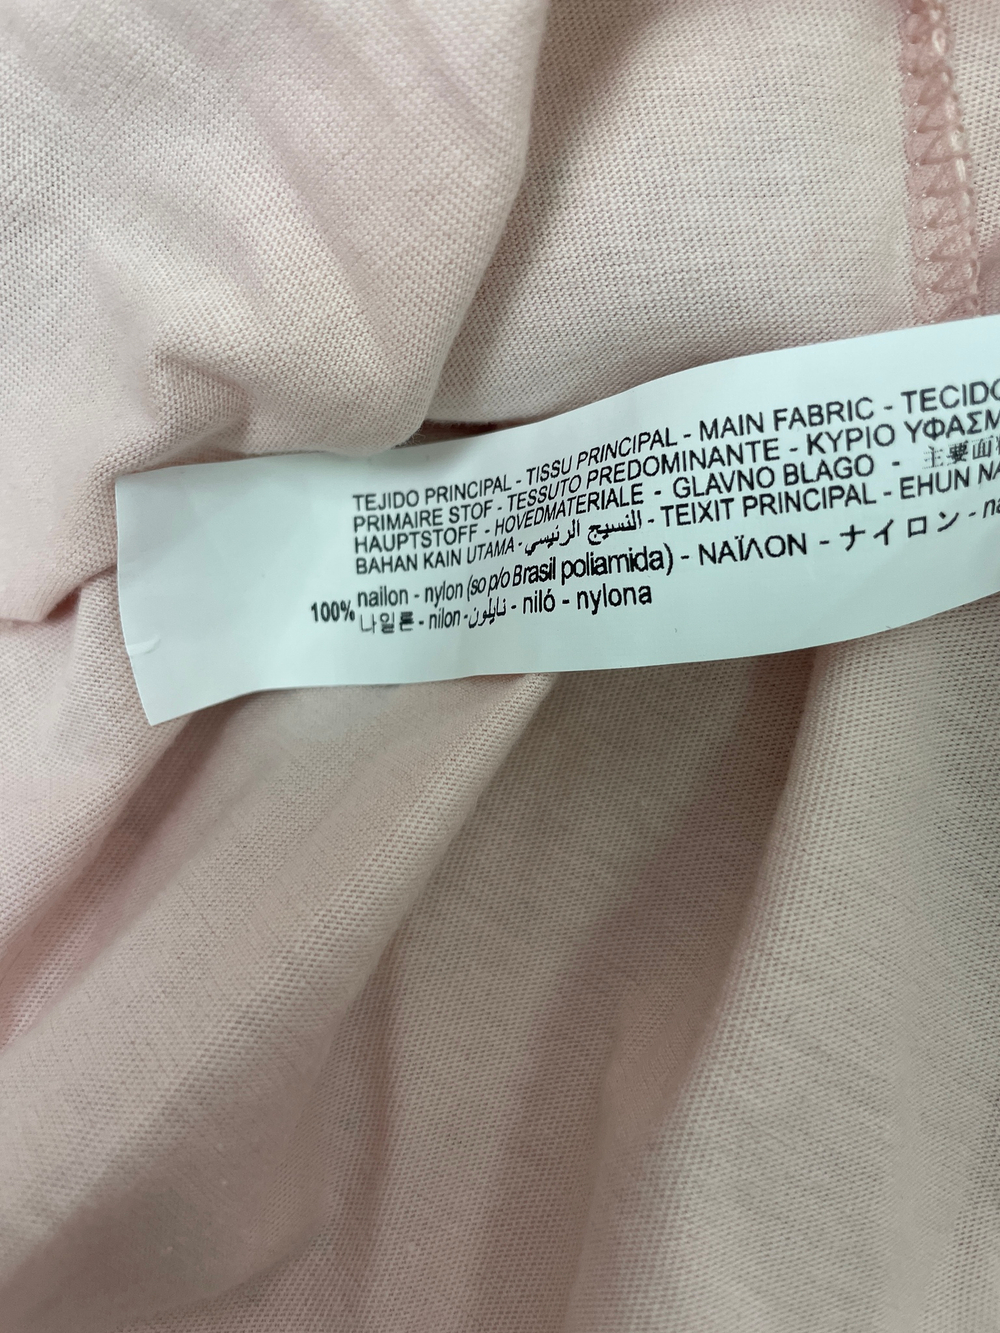 TEJIDO PRINCIPAL - TISSU PRINCIPAL - MAIN FABRIC - TECIDO
PRIMAIRE STOF - TESSUTO PREDOMINANTE - ΚΥΡΙΟ ΥΦΑΣΜ
HAUPTSTOFF - HOVEDMATERIALE - GLAVNO BLAGO - 主要面
BAHAN KAIN UTAMA - النسيج الرئيسي - TEIXIT PRINCIPAL - EHUN NA
100% nailon - nylon (so p/o Brasil poliamida) - ΝΑΪΛΟΝ - ナイロン - na
나일론 - nilon - نايلون - niló - nylona